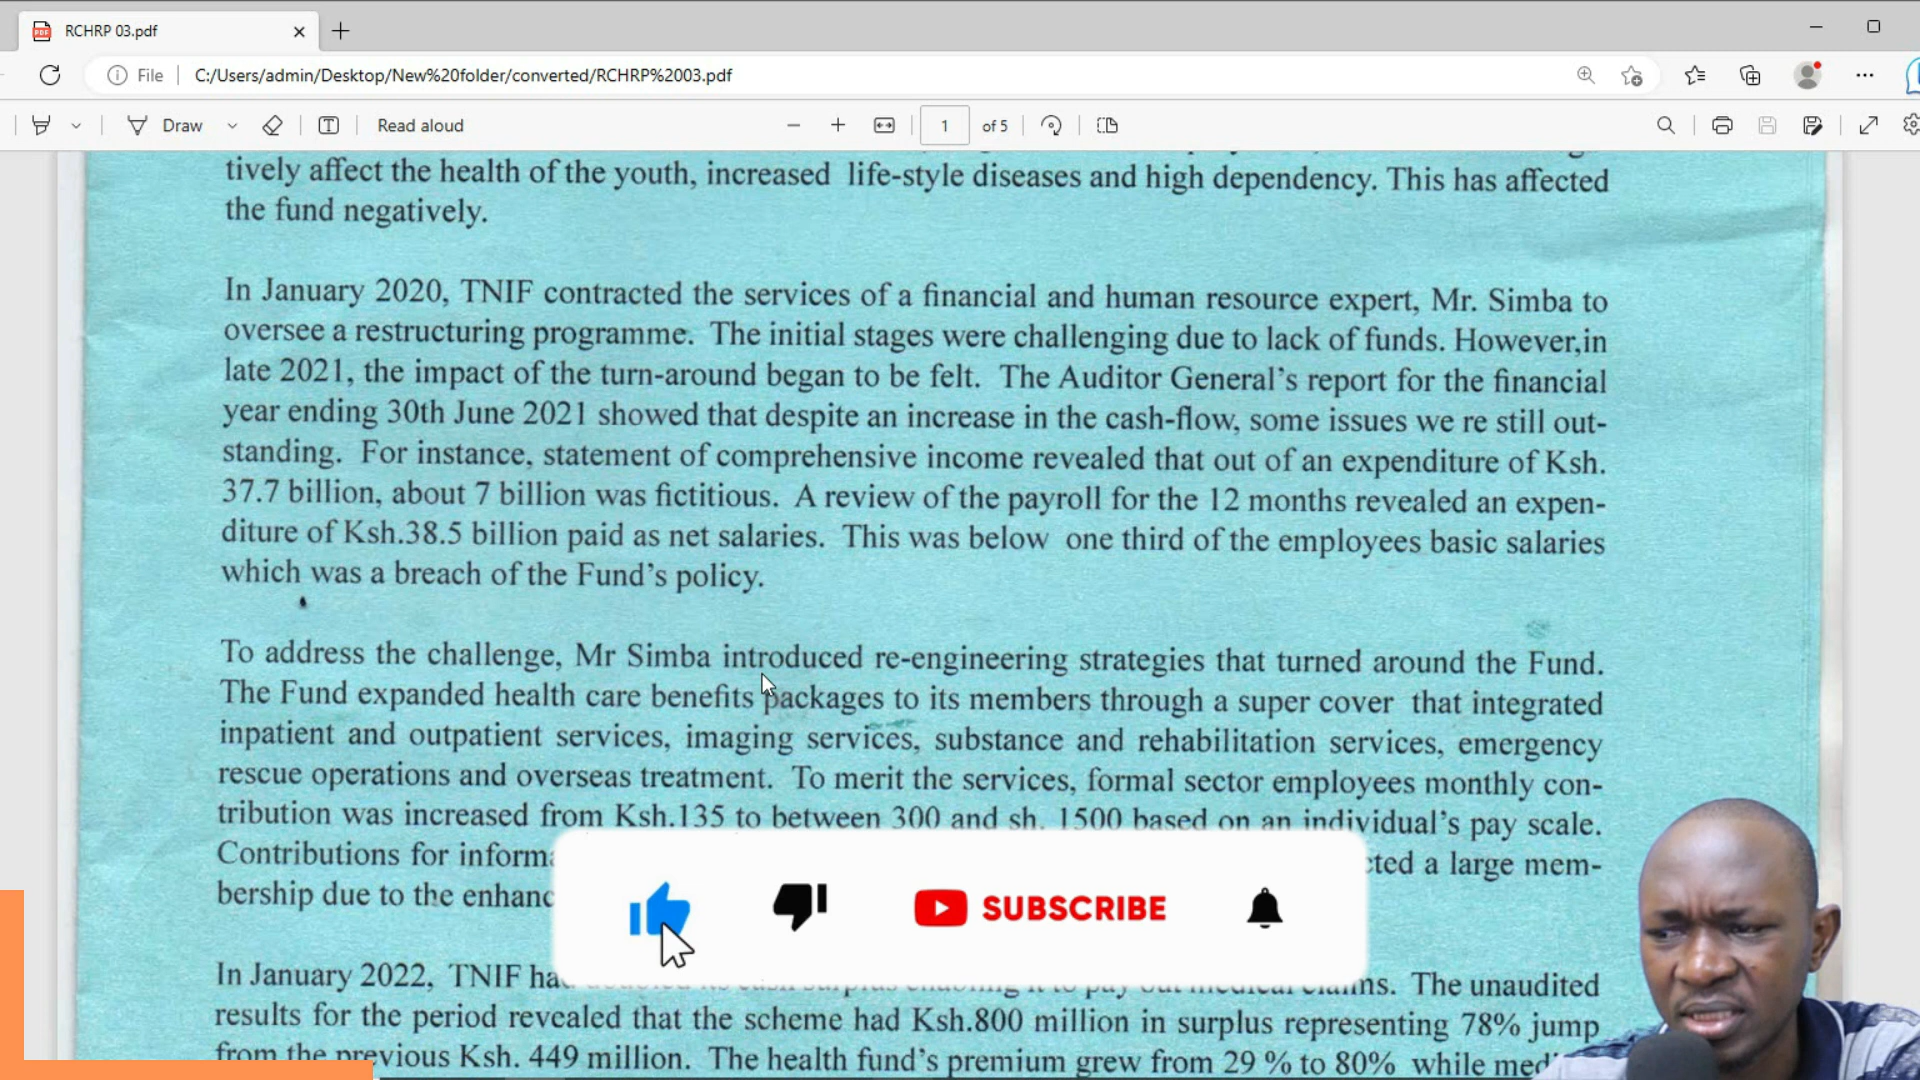 RCHRP 03.pdf
File
C:/Users/admin/Desktop/New%20folder/converted/RCHRP%2003.pdf
Draw
Read aloud
1 of 5
tively affect the health of the youth, increased life-style diseases and high dependency. This has affected
the fund negatively.
In January 2020, TNIF contracted the services of a financial and human resource expert, Mr. Simba to
oversee a restructuring programme. The initial stages were challenging due to lack of funds. However,in
late 2021, the impact of the turn-around began to be felt. The Auditor General's report for the financial
year ending 30th June 2021 showed that despite an increase in the cash-flow, some issues we re still out-
standing. For instance, statement of comprehensive income revealed that out of an expenditure of Ksh.
37.7 billion, about 7 billion was fictitious. A review of the payroll for the 12 months revealed an expen-
diture of Ksh.38.5 billion paid as net salaries. This was below one third of the employees basic salaries
which was a breach of the Fund's policy.
To address the challenge, Mr Simba introduced re-engineering strategies that turned around the Fund.
The Fund expanded health care benefits packages to its members through a super cover that integrated
inpatient and outpatient services, imaging services, substance and rehabilitation services, emergency
rescue operations and overseas treatment. To merit the services, formal sector employees monthly con-
tribution was increased from Ksh.135 to between 300 and sh. 1500 based on an individual's pay scale.
Contributions for a large mem-
bership due to the
SUBSCRIBE
In January 2022, TNIF The unaudited
results for the period revealed that the scheme had Ksh.800 million in surplus representing 78% jump
from the previous Ksh. 449 million. The health fund's premium grew from 29 % to 80% while